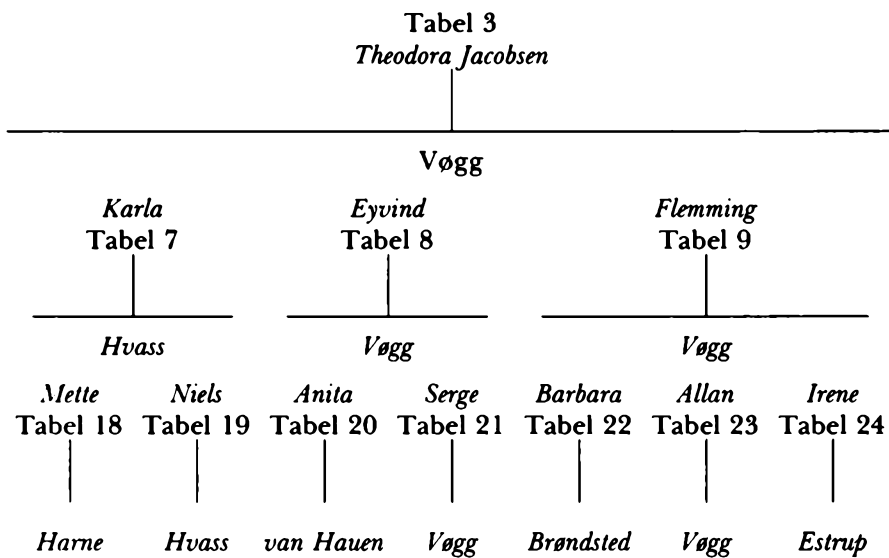 Tabel 3
Theodora Jacobsen
Vøgg
Karla Eyvind Flemming
Tabel 7 Tabel 8 Tabel 9
Hvass Vøgg Vøgg
Mette Niels Anita Serge Barbara Allan Irene
Tabel 18 Tabel 19 Tabel 20 Tabel 21 Tabel 22 Tabel 23 Tabel 24
Harne Hvass van Hauen Vøgg Brøndsted Vøgg Estrup